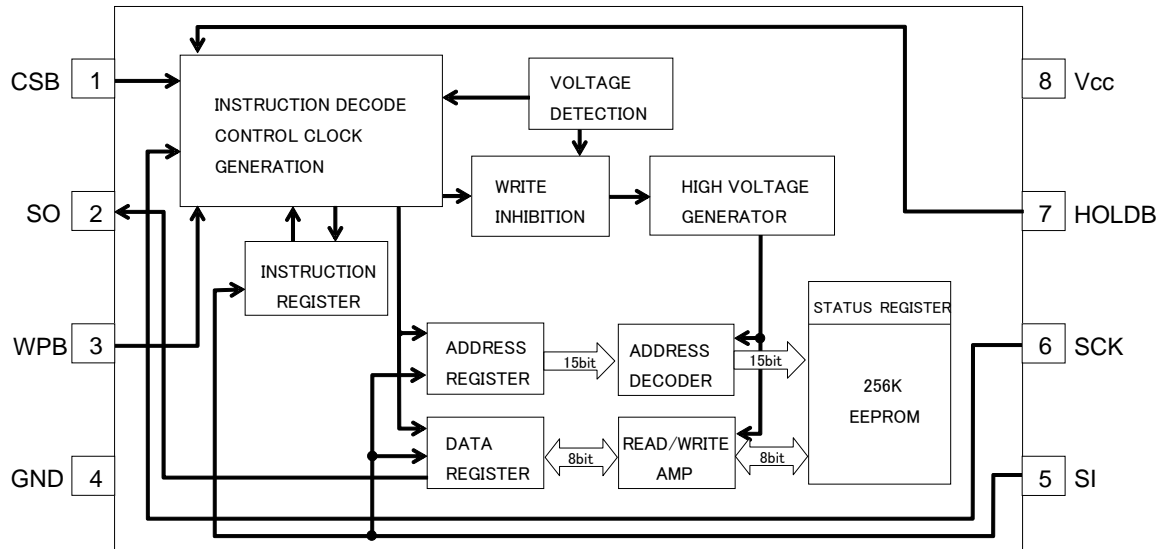 CSB 1
SO 2
WPB 3
GND 4
INSTRUCTION DECODE
CONTROL CLOCK
GENERATION
VOLTAGE
DETECTION
WRITE
INHIBITION
HIGH VOLTAGE
GENERATOR
INSTRUCTION
REGISTER
ADDRESS
REGISTER
15bit
ADDRESS
DECODER
15bit
STATUS REGISTER
256K
EEPROM
DATA
REGISTER
8bit
READ/WRITE
AMP
8bit
8 Vcc
7 HOLDB
6 SCK
5 SI